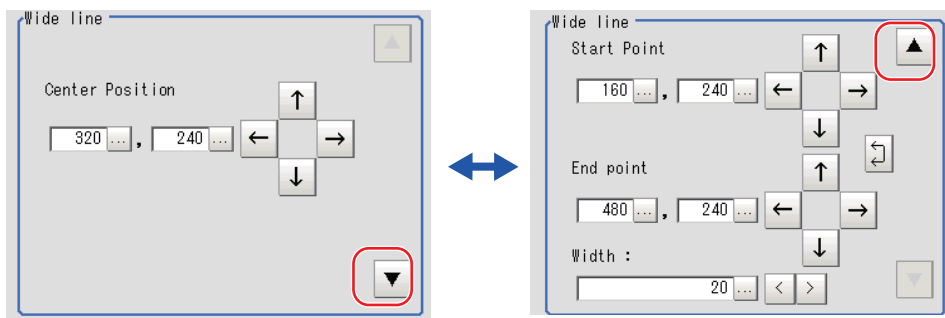 Wide line
Center Position
320 ... , 240 ...
Wide line
Start Point
160 ... , 240 ...
End point
480 ... , 240 ...
Width :
20 ... < >